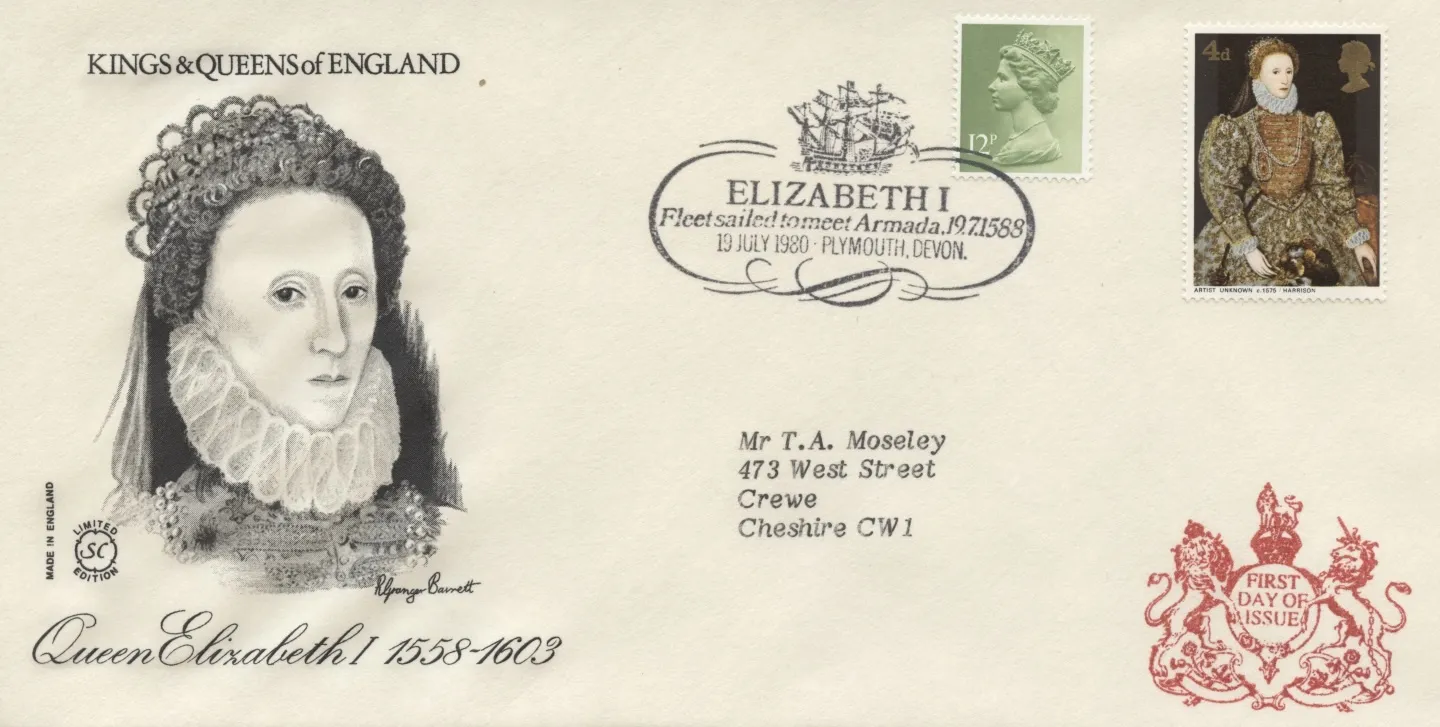 KINGS & QUEENS of ENGLAND
12P
4d
ARTIST UNKNOWN c.1575 · HARRISON
ELIZABETH I
Fleet sailed to meet Armada, 19.7.1588
19 JULY 1980 · PLYMOUTH, DEVON.
Mr T.A. Moseley
473 West Street
Crewe
Cheshire CW1
MADE IN ENGLAND
LIMITED
SC
EDITION
RGranger Barrett
Queen Elizabeth I 1558-1603
FIRST
DAY OF
ISSUE